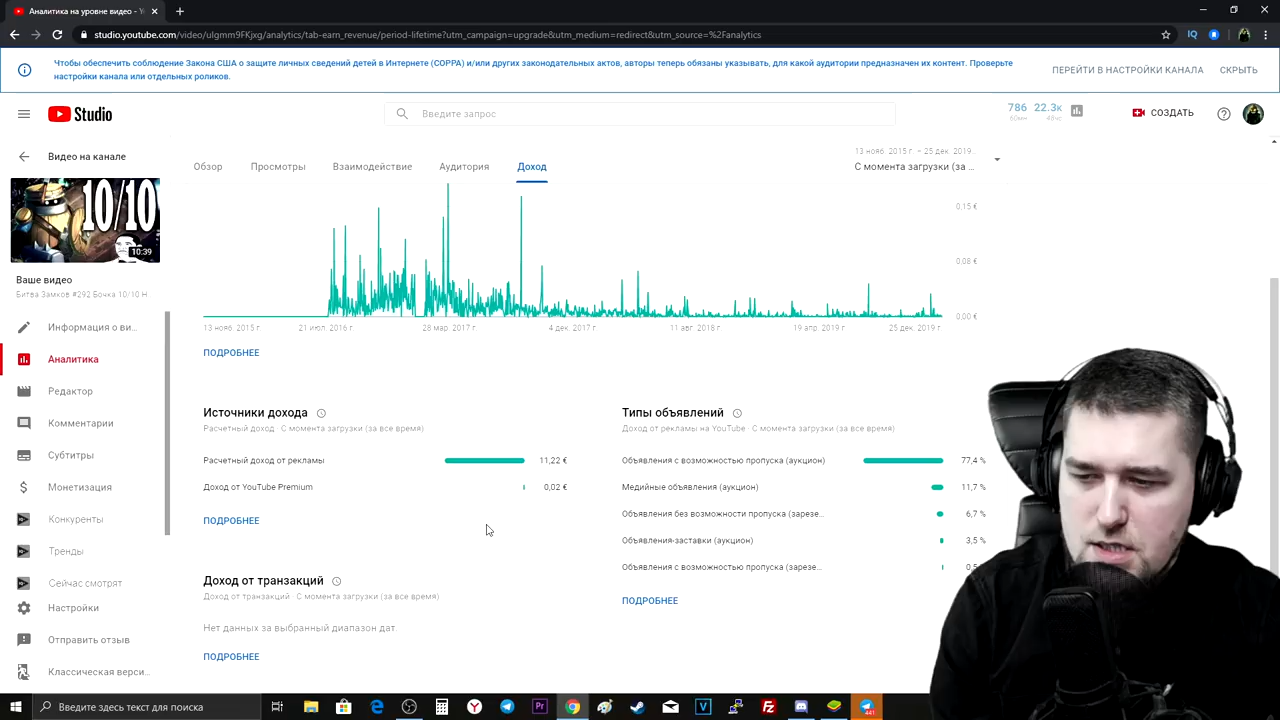 Аналитика на уровне видео - Yo
studio.youtube.com/video/uIgmm9FKjxg/analytics/tab-earn_revenue/period-lifetime?utm_campaign=upgrade&utm_medium=redirect&utm_source=%2Fanalytics
Чтобы обеспечить соблюдение Закона США о защите личных сведений детей в Интернете (COPPA) и/или других законодательных актов, авторы теперь обязаны указывать, для какой аудитории предназначен их контент. Проверьте
настройки канала или отдельных роликов.
ПЕРЕЙТИ В НАСТРОЙКИ КАНАЛА
СКРЫТЬ
Studio
Введите запрос
786 22.3к
60мн 48чс
СОЗДАТЬ
Видео на канале
Обзор
Просмотры
Взаимодействие
Аудитория
Доход
13 нояб. 2015 г. – 25 дек. 2019...
С момента загрузки (за ...
10/10
10:39
Ваше видео
Битва Замков #292 Бочка 10/10 Н
Информация о ви...
Аналитика
Редактор
Комментарии
Субтитры
Монетизация
Конкуренты
Тренды
Сейчас смотрят
Настройки
Отправить отзыв
Классическая верси...
0,15 €
0,08 €
0,00 €
13 нояб. 2015 г.
21 июл. 2016 г.
28 мар. 2017 г.
4 дек. 2017 г.
11 авг. 2018 г.
19 апр. 2019 г.
25 дек. 2019 г.
ПОДРОБНЕЕ
Источники дохода
Расчетный доход · С момента загрузки (за все время)
Расчетный доход от рекламы 11,22 €
Доход от YouTube Premium 0,02 €
ПОДРОБНЕЕ
Доход от транзакций
Доход от транзакций · С момента загрузки (за все время)
Нет данных за выбранный диапазон дат.
ПОДРОБНЕЕ
Типы объявлений
Доход от рекламы на YouTube · С момента загрузки (за все время)
Объявления с возможностью пропуска (аукцион) 77,4 %
Медийные объявления (аукцион) 11,7 %
Объявления без возможности пропуска (зарезе... 6,7 %
Объявления-заставки (аукцион) 3,5 %
Объявления с возможностью пропуска (зарезе...
ПОДРОБНЕЕ
Введите здесь текст для поиска
441